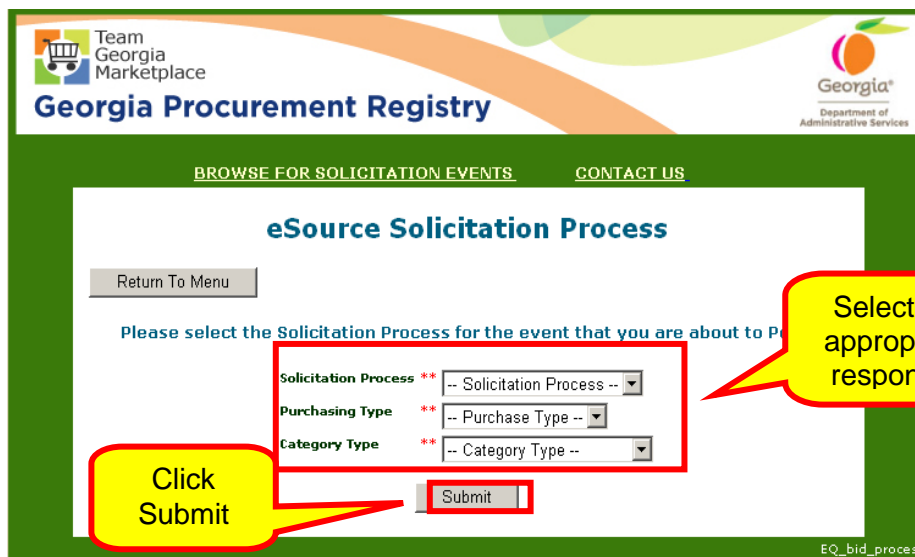 Team
Georgia
Marketplace
Georgia Procurement Registry
Georgia®
Department of
Administrative Services
BROWSE FOR SOLICITATION EVENTS CONTACT US
eSource Solicitation Process
Return To Menu
Please select the Solicitation Process for the event that you are about to P
Select
approp
respon
Solicitation Process ** -- Solicitation Process --
Purchasing Type ** -- Purchase Type --
Category Type ** -- Category Type --
Click
Submit
Submit
EQ_bid_proces